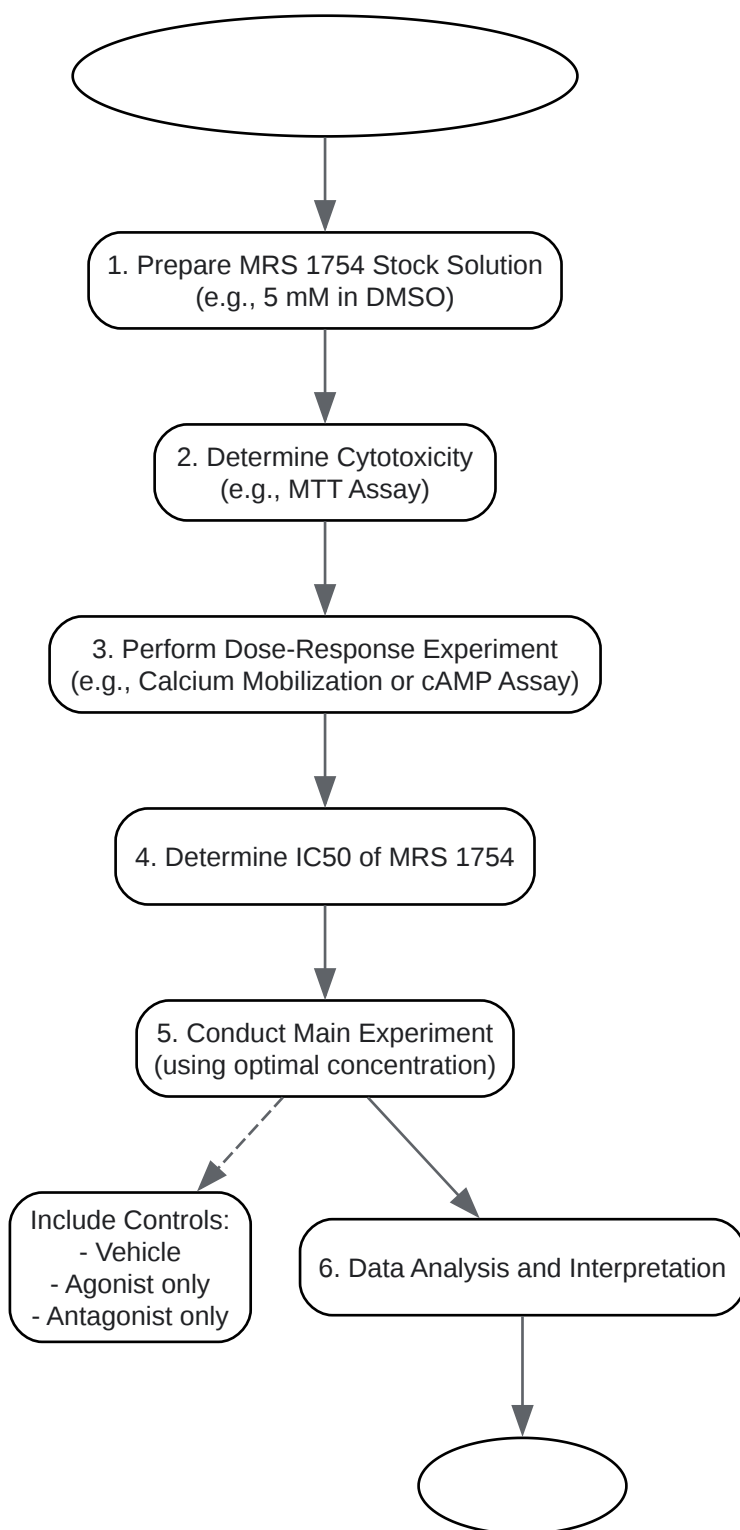 1. Prepare MRS 1754 Stock Solution
(e.g., 5 mM in DMSO)
2. Determine Cytotoxicity
(e.g., MTT Assay)
3. Perform Dose-Response Experiment
(e.g., Calcium Mobilization or cAMP Assay)
4. Determine IC50 of MRS 1754
5. Conduct Main Experiment
(using optimal concentration)
Include Controls:
- Vehicle
- Agonist only
- Antagonist only
6. Data Analysis and Interpretation